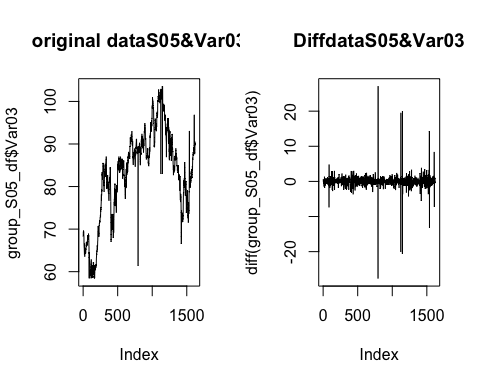 original dataS05&Var03
group_S05_df$Var03
100
90
80
70
60
0
500
1500
Index
DiffdataS05&Var03
diff(group_S05_df$Var03)
20
10
0
-20
0
500
1500
Index